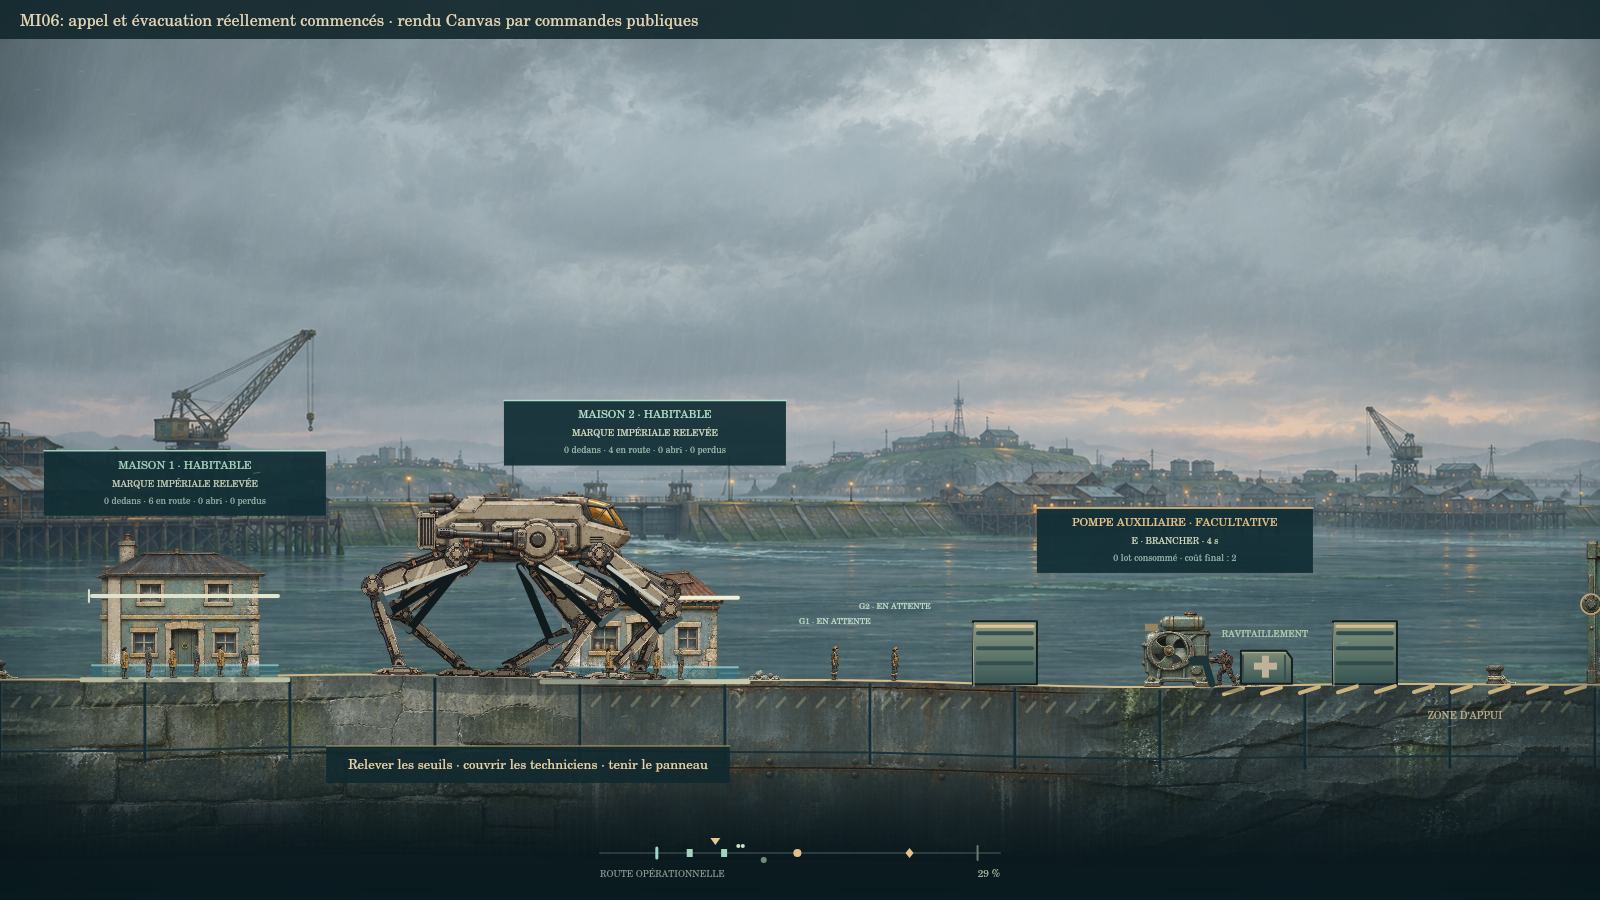 MI06: appel et évacuation réellement commencés · rendu Canvas par commandes publiques
MAISON 2 · HABITABLE
MARQUE IMPÉRIALE RELEVÉE
0 dedans · 4 en route · 0 abri · 0 perdus
MAISON 1 · HABITABLE
MARQUE IMPÉRIALE RELEVÉE
0 dedans · 6 en route · 0 abri · 0 perdus
POMPE AUXILIAIRE · FACULTATIVE
E · BRANCHER · 4 s
0 lot consommé · coût final : 2
G2 · EN ATTENTE
G1 · EN ATTENTE
RAVITAILLEMENT
ZONE D'APPUI
Relever les seuils · couvrir les techniciens · tenir le panneau
ROUTE OPÉRATIONNELLE
29 %